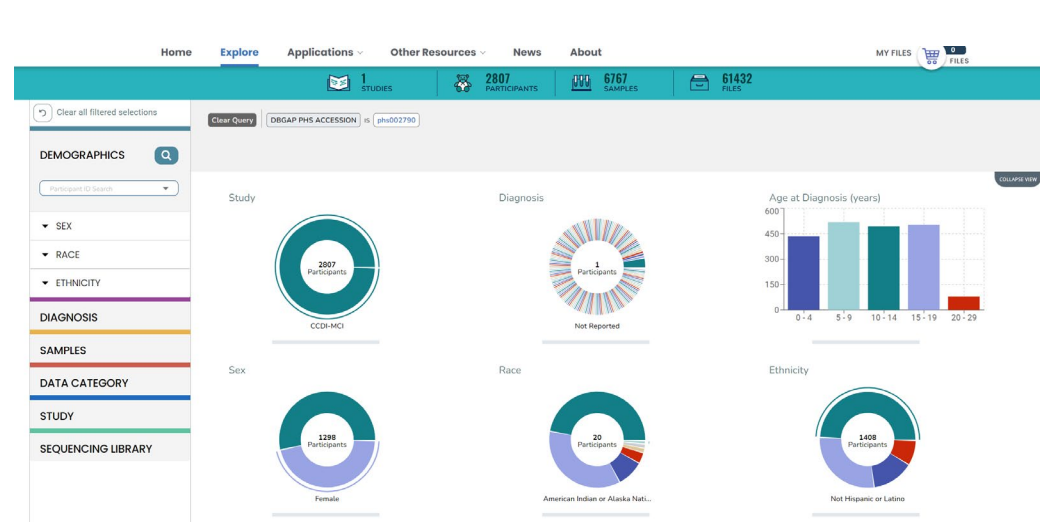 Home Explore Applications Other Resources News About MY FILES 0 FILES
1 STUDIES 2807 PARTICIPANTS 6767 SAMPLES 61432 FILES
Clear all filtered selections
Clear Query DBGAP PHS ACCESSION IS phs002790
DEMOGRAPHICS
Participant ID Search
SEX
RACE
ETHNICITY
DIAGNOSIS
SAMPLES
DATA CATEGORY
STUDY
SEQUENCING LIBRARY
COLLAPSE VIEW
Study
2807
Participants
CCDI-MCI
Diagnosis
1
Participants
Not Reported
Age at Diagnosis (years)
600
450
300
150
0
0 - 4 5 - 9 10 - 14 15 - 19 20 - 29
Sex
1298
Participants
Female
Race
20
Participants
American Indian or Alaska Nati...
Ethnicity
1408
Participants
Not Hispanic or Latino